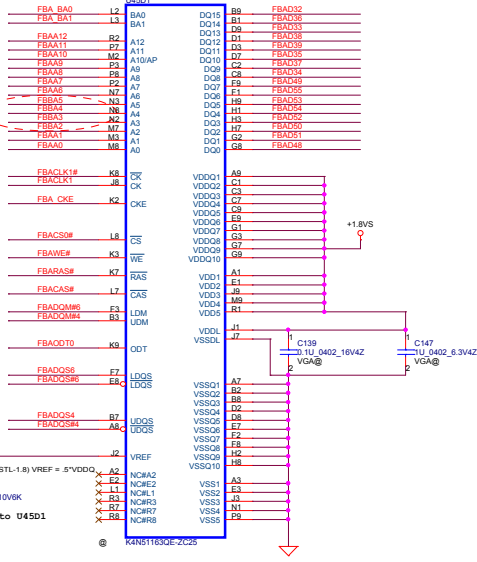 U45D1
FBA_BA0 L2 BA0 DQ15 B9 FBAD32
FBA_BA1 L3 BA1 DQ14 B1 FBAD36
DQ13 D9 FBAD33
FBAA12 R2 A12 DQ12 D1 FBAD38
FBAA11 P7 A11 DQ11 D3 FBAD39
FBAA10 M2 A10/AP DQ10 D7 FBAD35
FBAA9 P3 A9 DQ9 C2 FBAD37
FBAA8 P8 A8 DQ8 C8 FBAD34
FBAA7 P2 A7 DQ7 F9 FBAD49
FBAA6 N7 A6 DQ6 F1 FBAD55
FBBA5 N3 A5 DQ5 H9 FBAD53
FBBA4 N8 A4 DQ4 H1 FBAD54
FBBA3 N2 A3 DQ3 H3 FBAD52
FBBA2 M7 A2 DQ2 H7 FBAD50
FBAA1 M3 A1 DQ1 G2 FBAD51
FBAA0 M8 A0 DQ0 G8 FBAD48
FBACLK1# K8 CK VDDQ1 A9
FBACLK1 J8 CK VDDQ2 C1
VDDQ3 C3
FBA_CKE K2 CKE VDDQ4 C7
VDDQ5 C9
VDDQ6 E9
VDDQ7 G1
+1.8VS
FBACS0# L8 CS VDDQ8 G3
VDDQ9 G7
FBAWE# K3 WE VDDQ10 G9
FBARAS# K7 RAS VDD1 A1
VDD2 E1
FBACAS# L7 CAS VDD3 J9
VDD4 M9
FBADQM#6 F3 LDM VDD5 R1
FBADQM#4 B3 UDM
VDDL J1
VSSDL J7
FBAODT0 K9 ODT
1 C139 1 C147
0.1U_0402_16V4Z 1U_0402_6.3V4Z
VGA@ VGA@
2 2
FBADQS6 F7 LDQS
FBADQS#6 E8 LDQS VSSQ1 A7
VSSQ2 B2
VSSQ3 B8
VSSQ4 D2
FBADQS4 B7 UDQS VSSQ5 D8
FBADQS#4 A8 UDQS VSSQ6 E7
VSSQ7 F2
VSSQ8 F8
J2 VREF VSSQ9 H2
VSSQ10 H8
STL-1.8) VREF = .5*VDDQ
A2 NC#A2
E2 NC#E2 VSS1 A3
L1 NC#L1 VSS2 E3
10V6K R3 NC#R3 VSS3 J3
R7 NC#R7 VSS4 N1
to U45D1 R8 NC#R8 VSS5 P9
@ K4N51163QE-ZC25